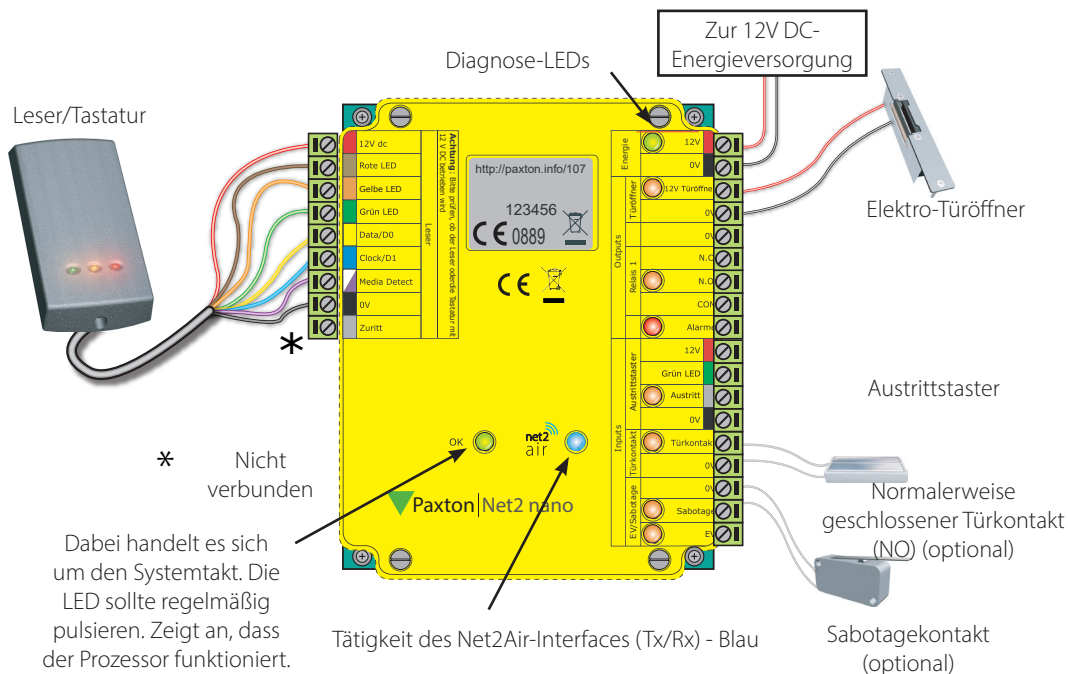 Zur 12V DC-
Energieversorgung
Diagnose-LEDs
Leser/Tastatur
Elektro-Türöffner
12V dc
Rote LED
Gelbe LED
Grün LED
Data/D0
Clock/D1
Media Detect
0V
Zuritt
Leser
Achtung: Bitte prüfen, ob der Leser oderdie Tastatur mit
12 V DC betrieben wird
http://paxton.info/107
123456
CE 0889
CE
Energie
12V
0V
Outputs
Türöffner
12V Türöffne
0V
0V
Relais 1
N.O
N.O
COM
Alarme
Inputs
Austrittstaster
12V
Grün LED
Austritt
0V
Türkontakt
Türkontakt
0V
EV/Sabotage
0V
Sabotage
EV
Austrittstaster
OK
net2
air
Paxton Net2 nano
*
* Nicht
verbunden
Dabei handelt es sich
um den Systemtakt. Die
LED sollte regelmäßig
pulsieren. Zeigt an, dass
der Prozessor funktioniert.
Tätigkeit des Net2Air-Interfaces (Tx/Rx) - Blau
Normalerweise
geschlossener Türkontakt
(NO) (optional)
Sabotagekontakt
(optional)